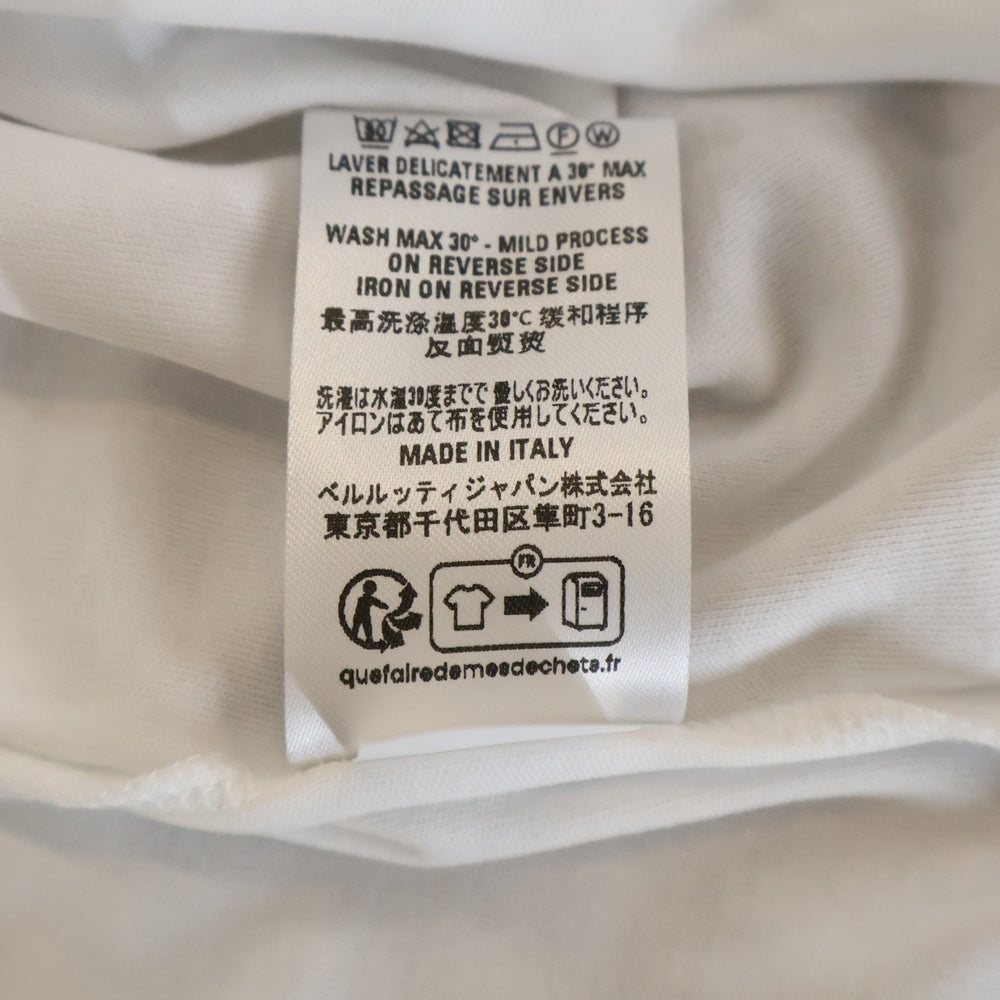 30 F W
LAVER DELICATEMENT A 30° MAX
REPASSAGE SUR ENVERS
WASH MAX 30° - MILD PROCESS
ON REVERSE SIDE
IRON ON REVERSE SIDE
最高洗涤温度30℃ 缓和程序
反面熨烫
洗濯は水温30度までで 優しくお洗いください。
アイロンはあて布を使用してください。
MADE IN ITALY
ベルルッティジャパン株式会社
東京都千代田区隼町3-16
FR
quefairedemesdechets.fr